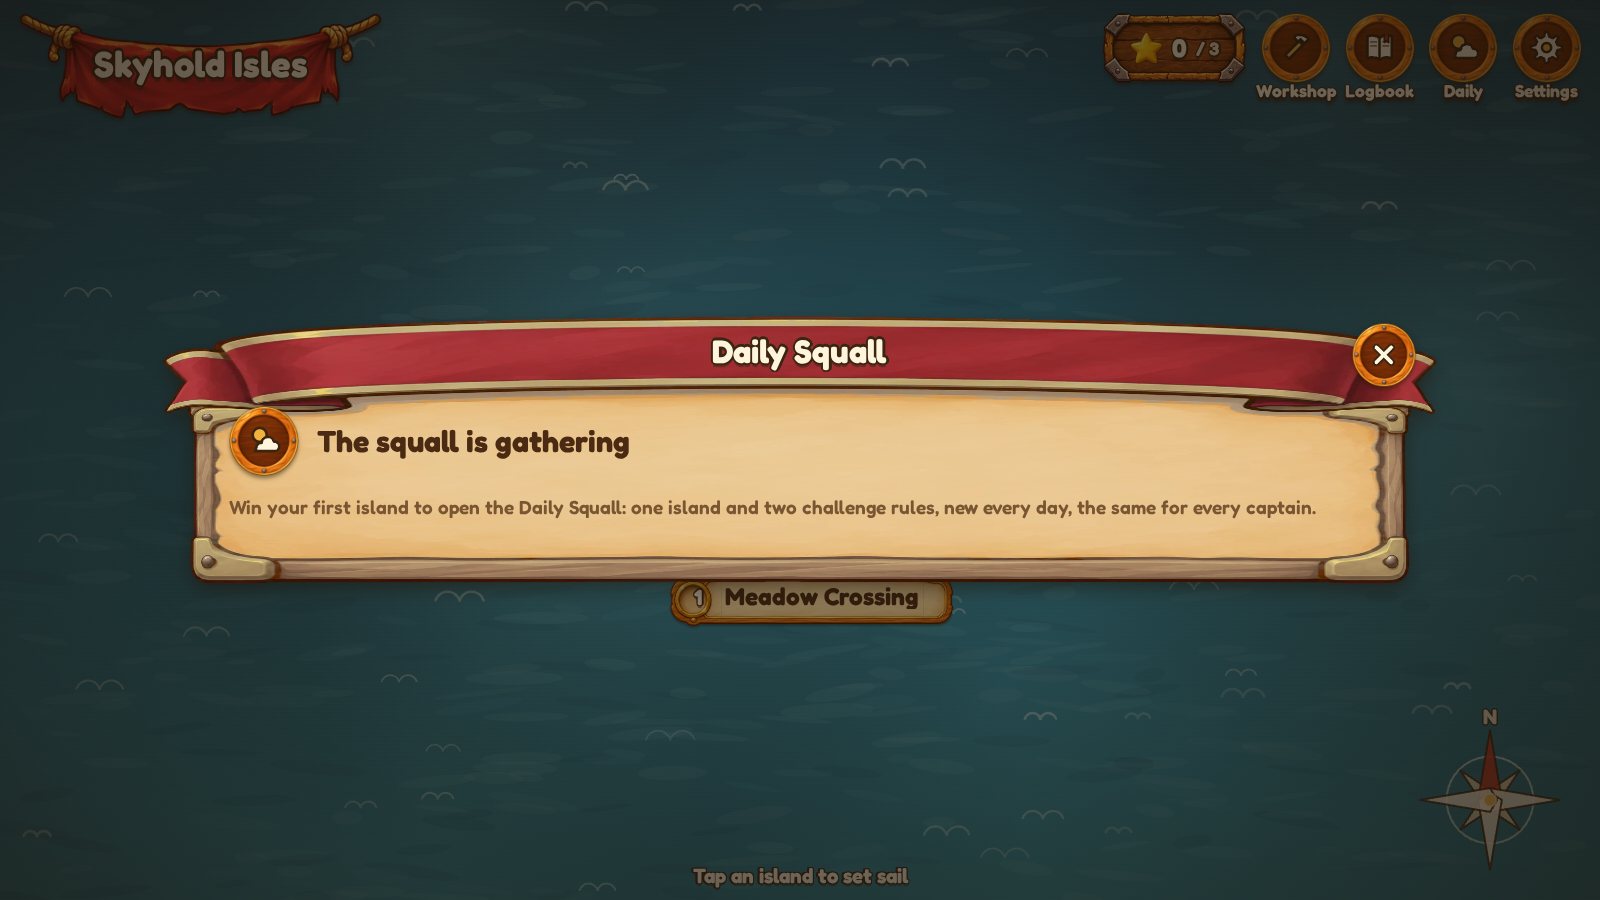 Skyhold Isles
0 / 3
Workshop
Logbook
Daily
Settings
Daily Squall
The squall is gathering
Win your first island to open the Daily Squall: one island and two challenge rules, new every day, the same for every captain.
1 Meadow Crossing
N
Tap an island to set sail